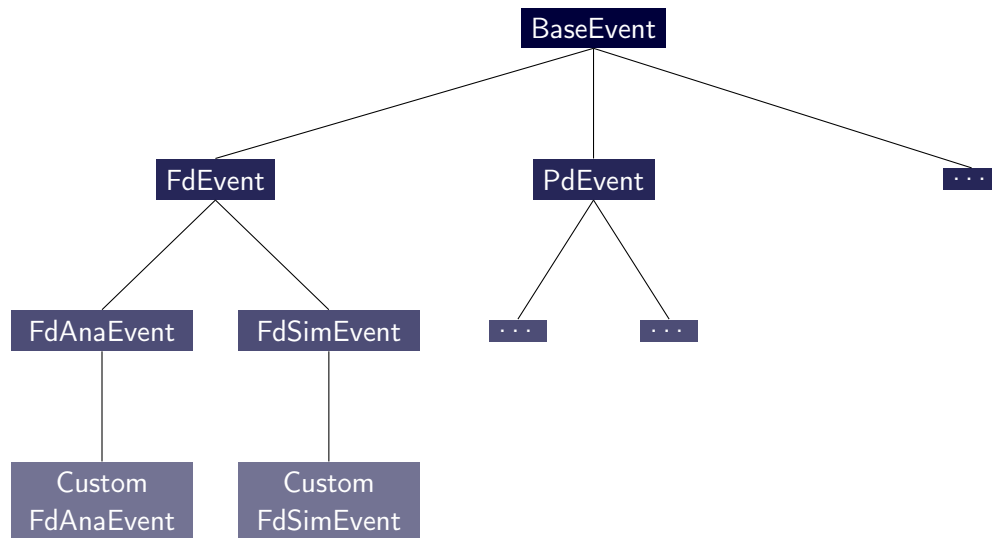 BaseEvent
FdEvent
PdEvent
···
FdAnaEvent
FdSimEvent
···
···
Custom
FdAnaEvent
Custom
FdSimEvent